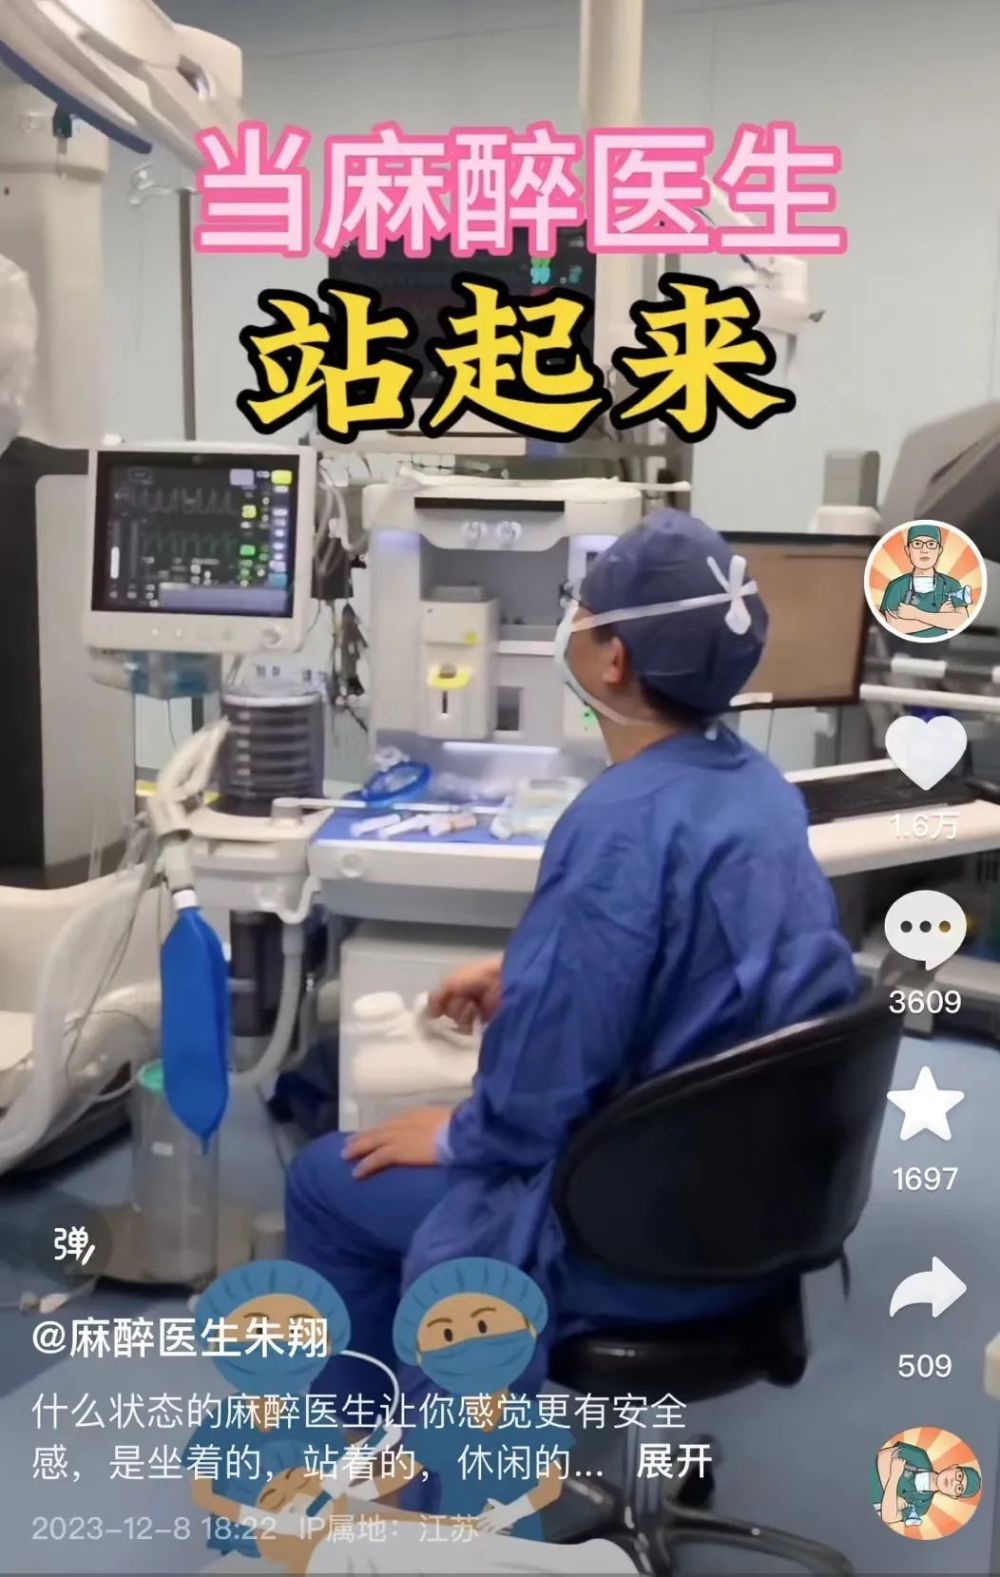 当麻醉医生
站起来
1.6万
3609
1697
弹
509
@麻醉医生朱翔
什么状态的麻醉医生让你感觉更有安全
感，是坐着的，站着的，休闲的... 展开
2023-12-8 18:22 IP属地：江苏